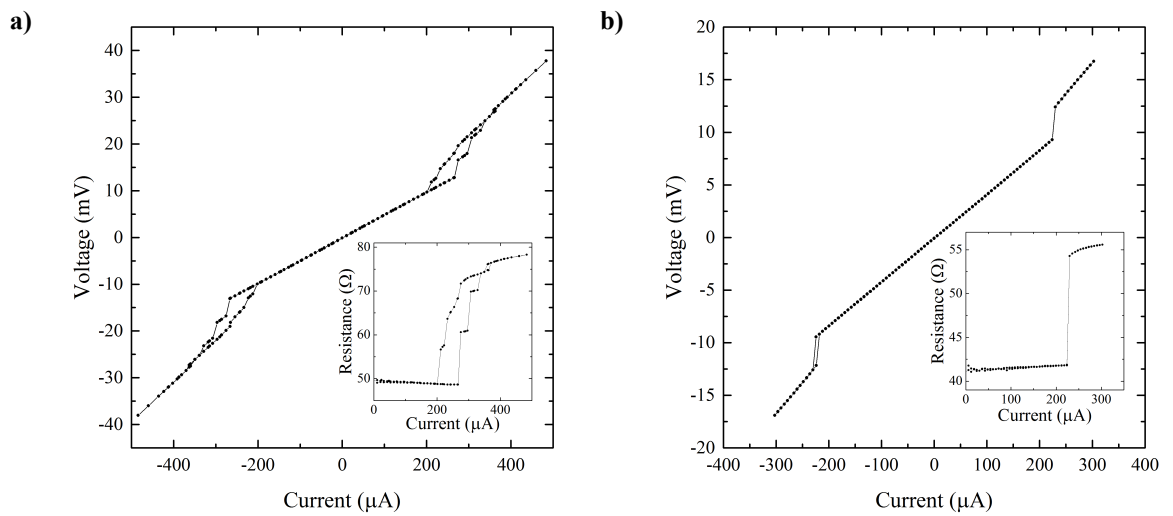 a)
40
30
20
10
0
-10
-20
-30
-40
Voltage (mV)
-400 -200 0 200 400
Current (µA)
80
70
60
50
Resistance (Ω)
0 200 400
Current (µA)
b)
20
15
10
5
0
-5
-10
-15
-20
Voltage (mV)
-400 -300 -200 -100 0 100 200 300 400
Current (µA)
55
52
49
45
42
Resistance (Ω)
0 100 200 300
Current (µA)